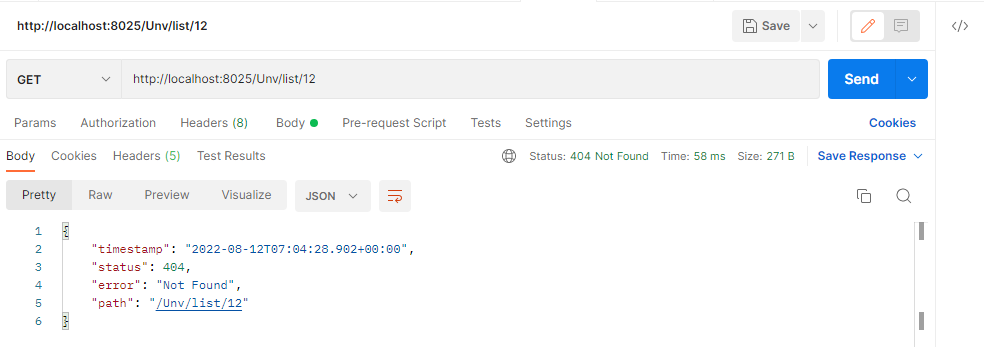 http://localhost:8025/Unv/list/12 Save
GET http://localhost:8025/Unv/list/12 Send
Params Authorization Headers (8) Body Pre-request Script Tests Settings Cookies
Body Cookies Headers (5) Test Results Status: 404 Not Found Time: 58 ms Size: 271 B Save Response
Pretty Raw Preview Visualize JSON
1 {
2 "timestamp": "2022-08-12T07:04:28.902+00:00",
3 "status": 404,
4 "error": "Not Found",
5 "path": "/Unv/list/12"
6 }